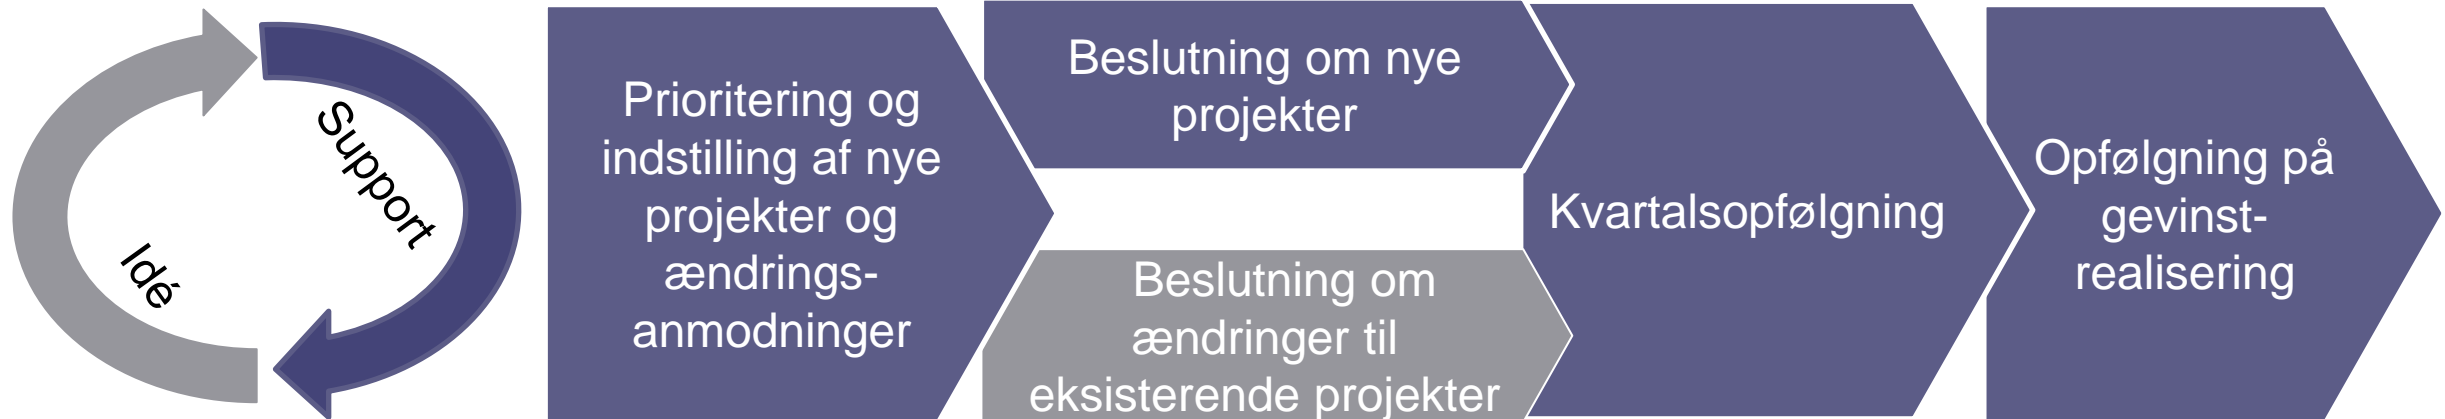 Support
Idé
Prioritering og
indstilling af nye
projekter og
ændrings-
anmodninger
Beslutning om nye
projekter
Beslutning om
ændringer til
eksisterende projekter
Kvartalsopfølgning
Opfølgning på
gevinst-
realisering